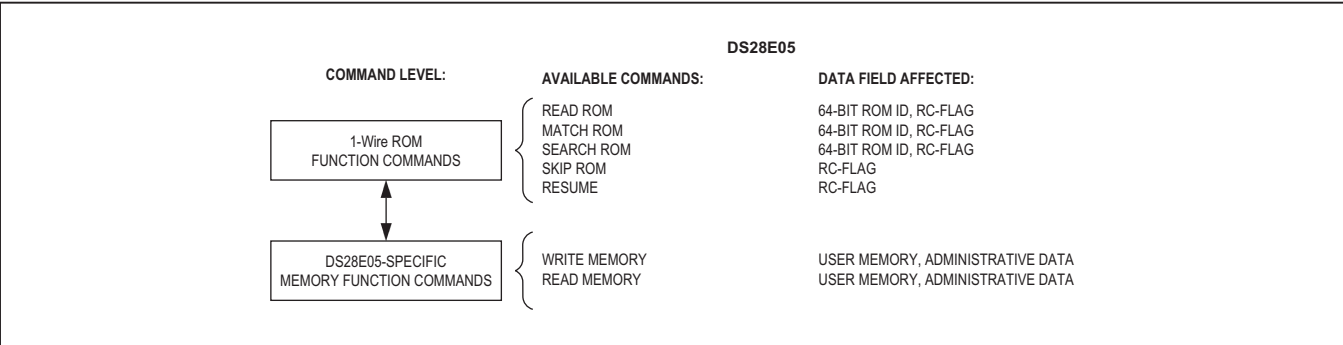 DS28E05
COMMAND LEVEL: AVAILABLE COMMANDS: DATA FIELD AFFECTED:
1-Wire ROM
FUNCTION COMMANDS
READ ROM 64-BIT ROM ID, RC-FLAG
MATCH ROM 64-BIT ROM ID, RC-FLAG
SEARCH ROM 64-BIT ROM ID, RC-FLAG
SKIP ROM RC-FLAG
RESUME RC-FLAG
DS28E05-SPECIFIC
MEMORY FUNCTION COMMANDS
WRITE MEMORY USER MEMORY, ADMINISTRATIVE DATA
READ MEMORY USER MEMORY, ADMINISTRATIVE DATA